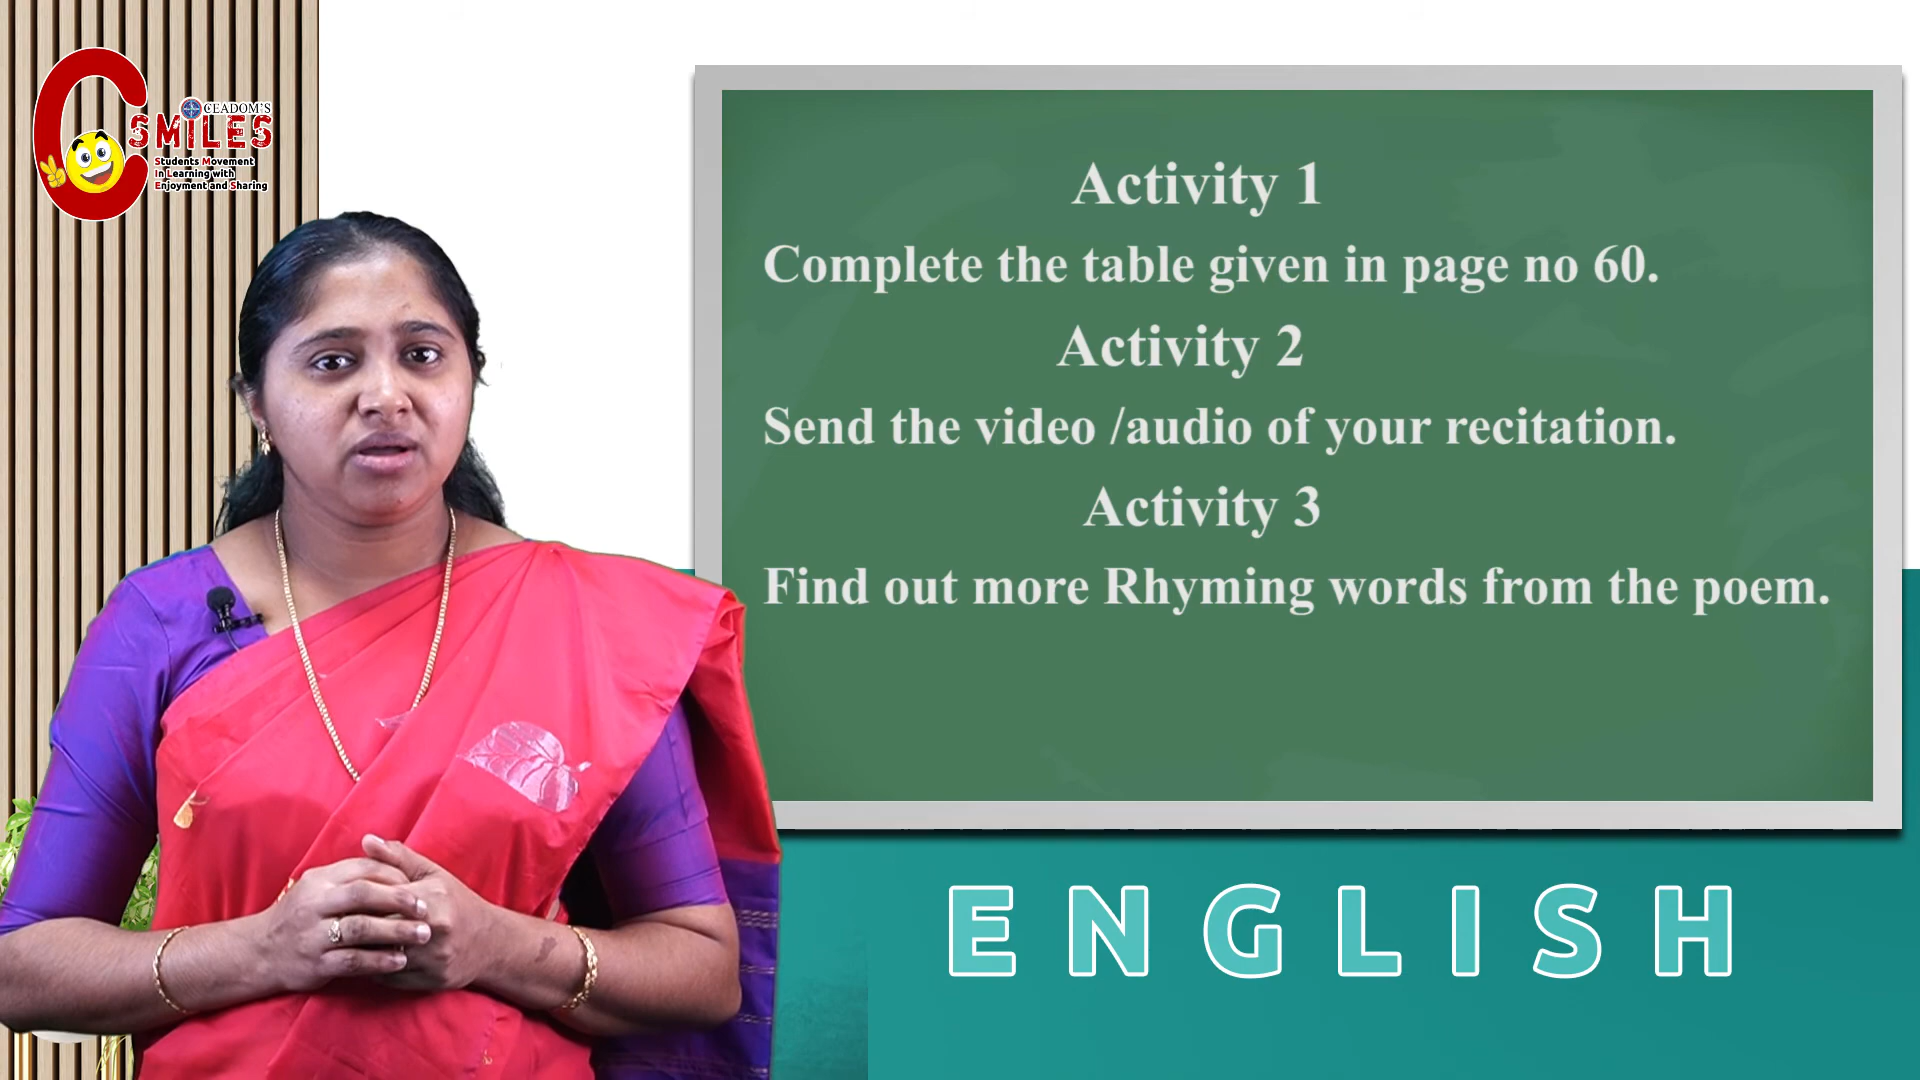 CEADOM'S
SMILES
Students Movement
In Learning with
Enjoyment and Sharing
Activity 1
Complete the table given in page no 60.
Activity 2
Send the video /audio of your recitation.
Activity 3
Find out more Rhyming words from the poem.
ENGLISH